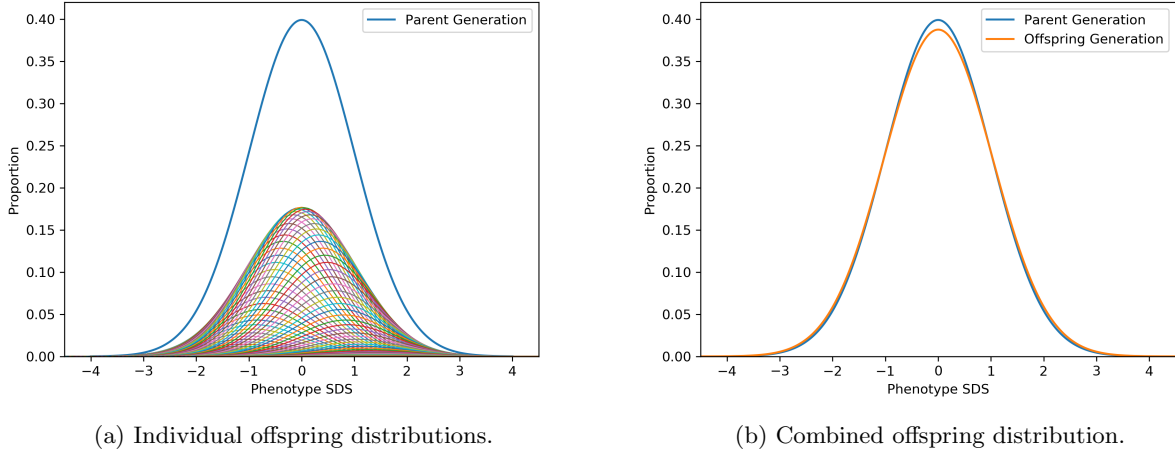 Parent Generation
0.40
0.35
0.30
0.25
0.20
0.15
0.10
0.05
0.00
Proportion
−4 −3 −2 −1 0 1 2 3 4
Phenotype SDS
(a) Individual offspring distributions.
Parent Generation
Offspring Generation
0.40
0.35
0.30
0.25
0.20
0.15
0.10
0.05
0.00
Proportion
−4 −3 −2 −1 0 1 2 3 4
Phenotype SDS
(b) Combined offspring distribution.